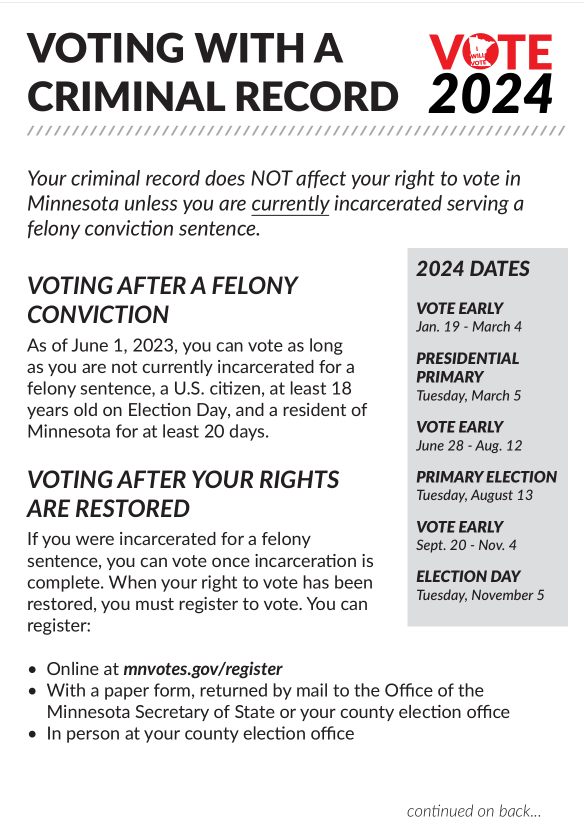 VOTING WITH A
CRIMINAL RECORD
VOTE
I
WILL
VOTE
2024
Your criminal record does NOT affect your right to vote in
Minnesota unless you are currently incarcerated serving a
felony conviction sentence.
VOTING AFTER A FELONY
CONVICTION
As of June 1, 2023, you can vote as long
as you are not currently incarcerated for a
felony sentence, a U.S. citizen, at least 18
years old on Election Day, and a resident of
Minnesota for at least 20 days.
VOTING AFTER YOUR RIGHTS
ARE RESTORED
If you were incarcerated for a felony
sentence, you can vote once incarceration is
complete. When your right to vote has been
restored, you must register to vote. You can
register:
• Online at mnvotes.gov/register
• With a paper form, returned by mail to the Office of the
Minnesota Secretary of State or your county election office
• In person at your county election office
2024 DATES
VOTE EARLY
Jan. 19 - March 4
PRESIDENTIAL
PRIMARY
Tuesday, March 5
VOTE EARLY
June 28 - Aug. 12
PRIMARY ELECTION
Tuesday, August 13
VOTE EARLY
Sept. 20 - Nov. 4
ELECTION DAY
Tuesday, November 5
continued on back...